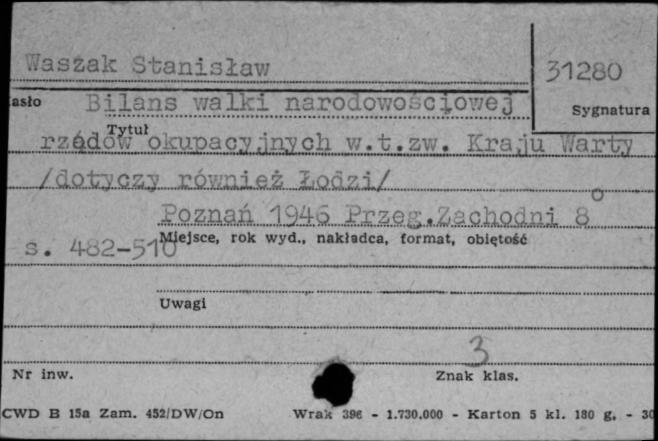 Waszak Stanisław 31280
asło Bilans walki narodowościowej Sygnatura
Tytuł
rządów okupacyjnych w.t.zw. Kraju Warty
/dotyczy również Łodzi/
Poznań 1946 Przeg.Zachodni 8°
s. 482-510 Miejsce, rok wyd., nakładca, format, objętość
Uwagi
3
Nr inw. Znak klas.
CWD B 15a Zam. 452/DW/On Wrak 396 - 1.730.000 - Karton 5 kl. 180 g. - 30